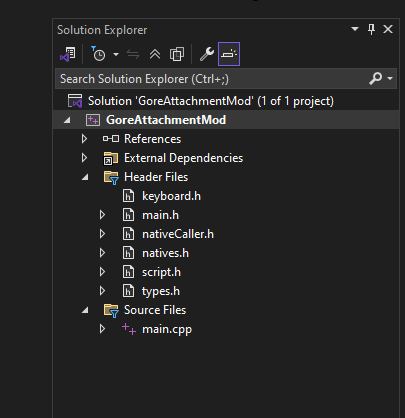 Solution Explorer
Search Solution Explorer (Ctrl+;)
Solution 'GoreAttachmentMod' (1 of 1 project)
GoreAttachmentMod
References
External Dependencies
Header Files
keyboard.h
main.h
nativeCaller.h
natives.h
script.h
types.h
Source Files
main.cpp